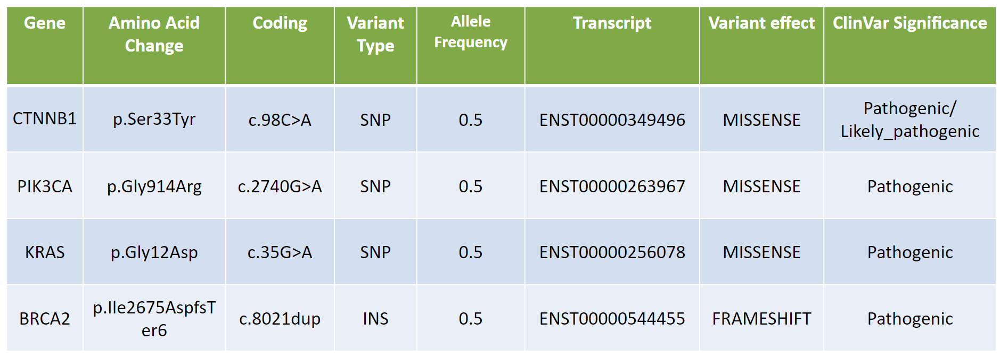 Gene Amino Acid Change Coding Variant Type Allele Frequency Transcript Variant effect ClinVar Significance
CTNNB1 p.Ser33Tyr c.98C>A SNP 0.5 ENST00000349496 MISSENSE Pathogenic/ Likely_pathogenic
PIK3CA p.Gly914Arg c.2740G>A SNP 0.5 ENST00000263967 MISSENSE Pathogenic
KRAS p.Gly12Asp c.35G>A SNP 0.5 ENST00000256078 MISSENSE Pathogenic
BRCA2 p.Ile2675AspfsTer6 c.8021dup INS 0.5 ENST00000544455 FRAMESHIFT Pathogenic